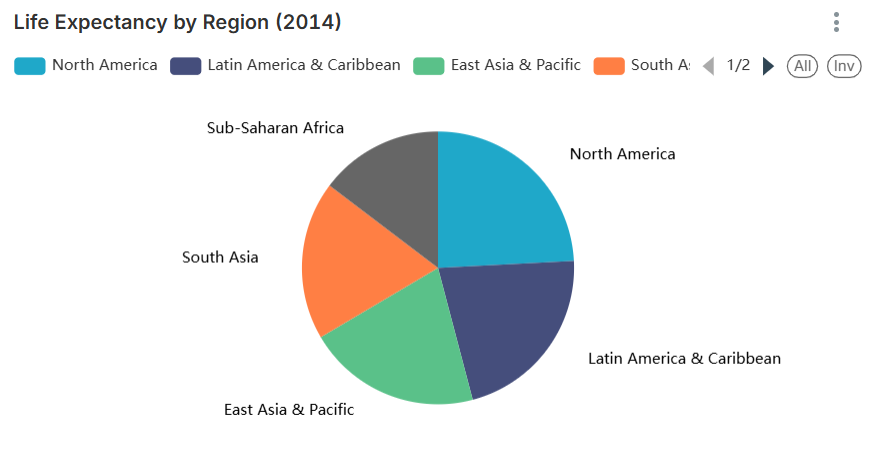 Life Expectancy by Region (2014)
North America Latin America & Caribbean East Asia & Pacific South 1/2 All Inv
Sub-Saharan Africa
North America
South Asia
Latin America & Caribbean
East Asia & Pacific